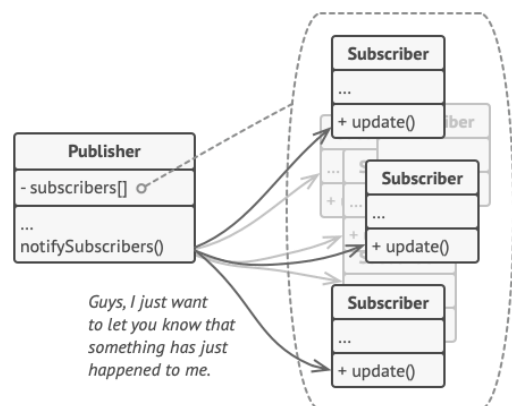 Publisher
- subscribers[]
...
notifySubscribers()
Guys, I just want
to let you know that
something has just
happened to me.
Subscriber
...
+ update()
Subscriber
...
+ update()
Subscriber
...
+ update()